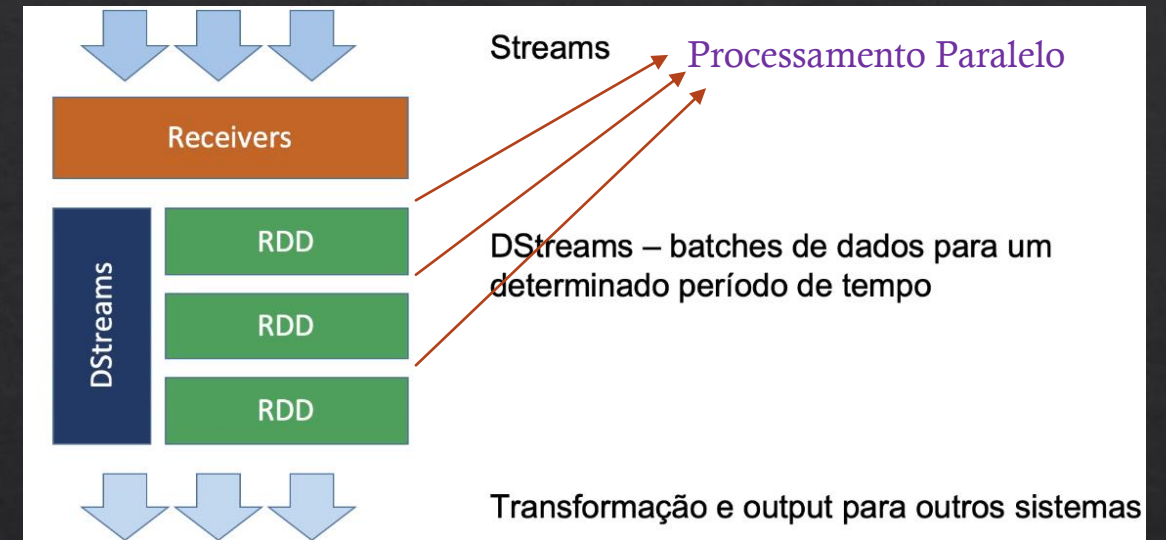 Streams
Processamento Paralelo
Receivers
DStreams
RDD
RDD
RDD
DStreams – batches de dados para um
determinado período de tempo
Transformação e output para outros sistemas